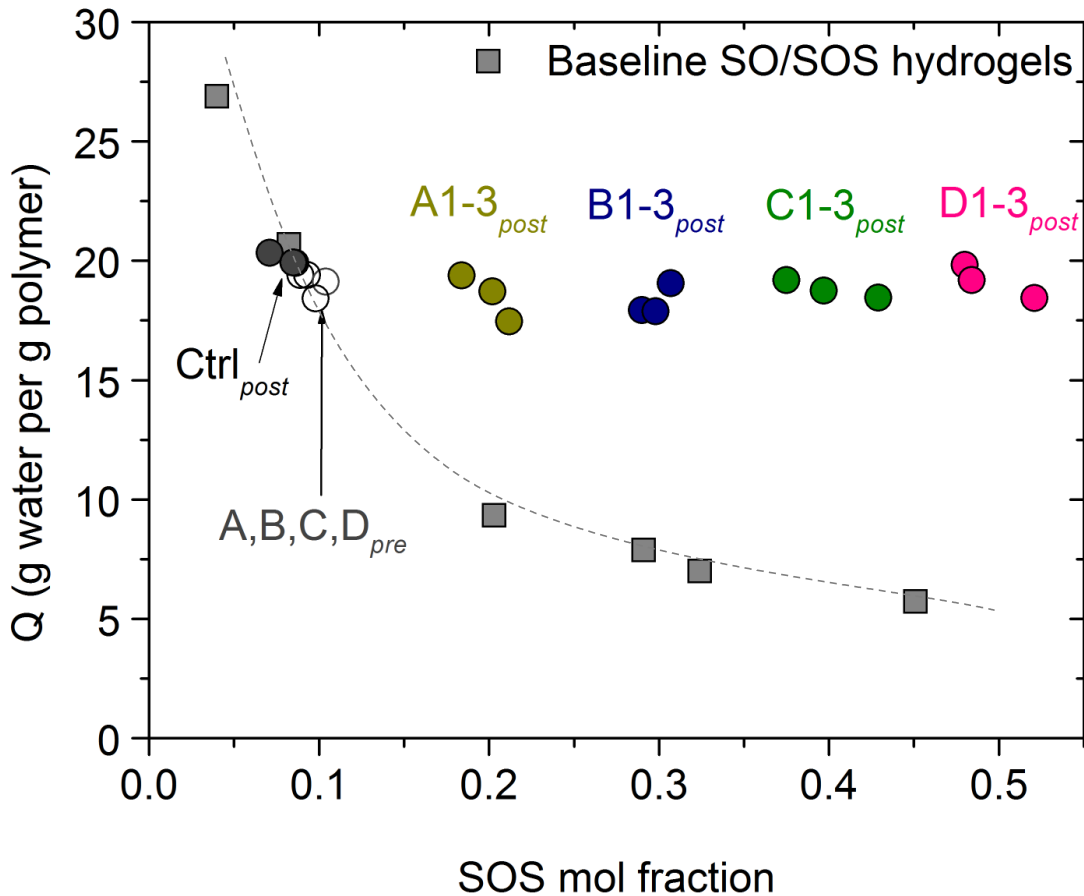 30
Baseline SO/SOS hydrogels
25
A1-3post
B1-3post
C1-3post
D1-3post
20
Ctrlpost
15
10
A,B,C,Dpre
5
0
0.0 0.1 0.2 0.3 0.4 0.5
SOS mol fraction
Q (g water per g polymer)